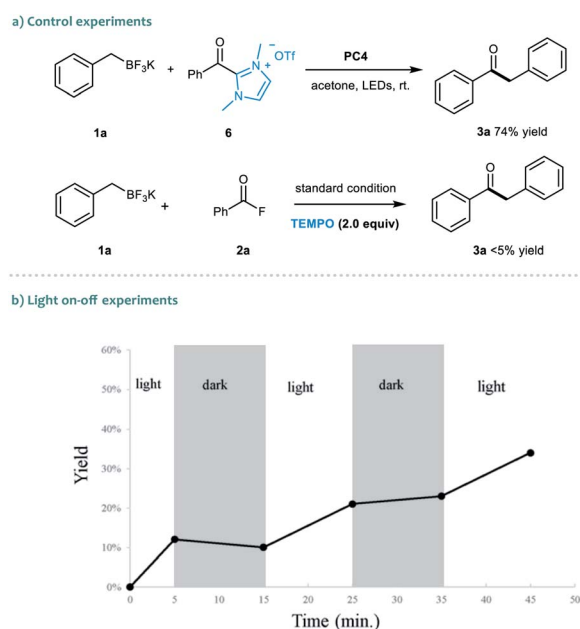 a) Control experiments
O
BF3K + Ph N + N − OTf PC4 O
acetone, LEDs, rt.
1a 6 3a 74% yield
BF3K + Ph O F standard condition O
TEMPO (2.0 equiv)
1a 2a 3a <5% yield
b) Light on-off experiments
60%
light dark light dark light
50%
40%
30%
20%
10%
0%
0 5 10 15 20 25 30 35 40 45 50
Yield
Time (min.)